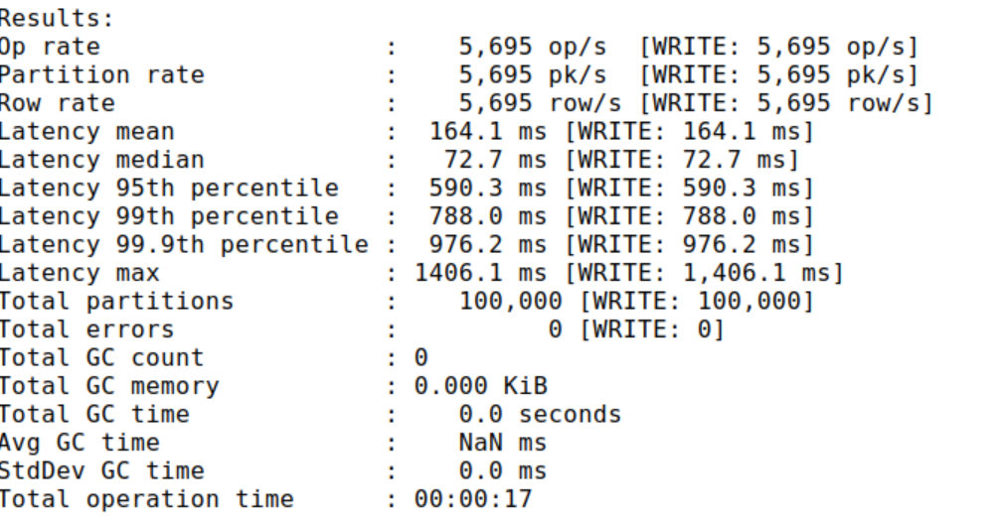 Results:
Op rate                   :    5,695 op/s  [WRITE: 5,695 op/s]
Partition rate            :    5,695 pk/s  [WRITE: 5,695 pk/s]
Row rate                  :    5,695 row/s [WRITE: 5,695 row/s]
Latency mean              :  164.1 ms [WRITE: 164.1 ms]
Latency median            :   72.7 ms [WRITE: 72.7 ms]
Latency 95th percentile   :  590.3 ms [WRITE: 590.3 ms]
Latency 99th percentile   :  788.0 ms [WRITE: 788.0 ms]
Latency 99.9th percentile :  976.2 ms [WRITE: 976.2 ms]
Latency max               : 1406.1 ms [WRITE: 1,406.1 ms]
Total partitions          :    100,000 [WRITE: 100,000]
Total errors              :          0 [WRITE: 0]
Total GC count            : 0
Total GC memory           : 0.000 KiB
Total GC time             :    0.0 seconds
Avg GC time               :    NaN ms
StdDev GC time            :    0.0 ms
Total operation time      : 00:00:17